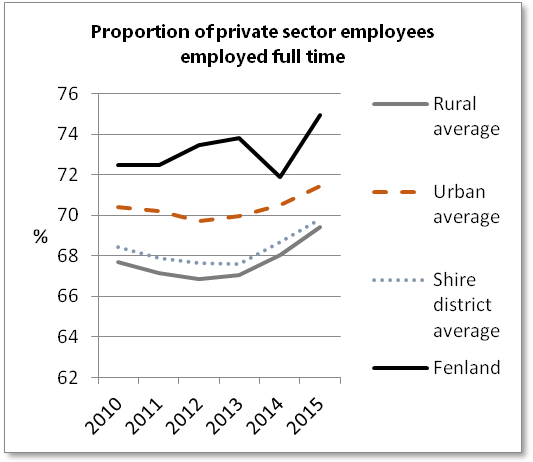 Proportion of private sector employees
employed full time
76
74
72
70
68
66
64
62
%
2010
2011
2012
2013
2014
2015
Rural
average
Urban
average
Shire
district
average
Fenland